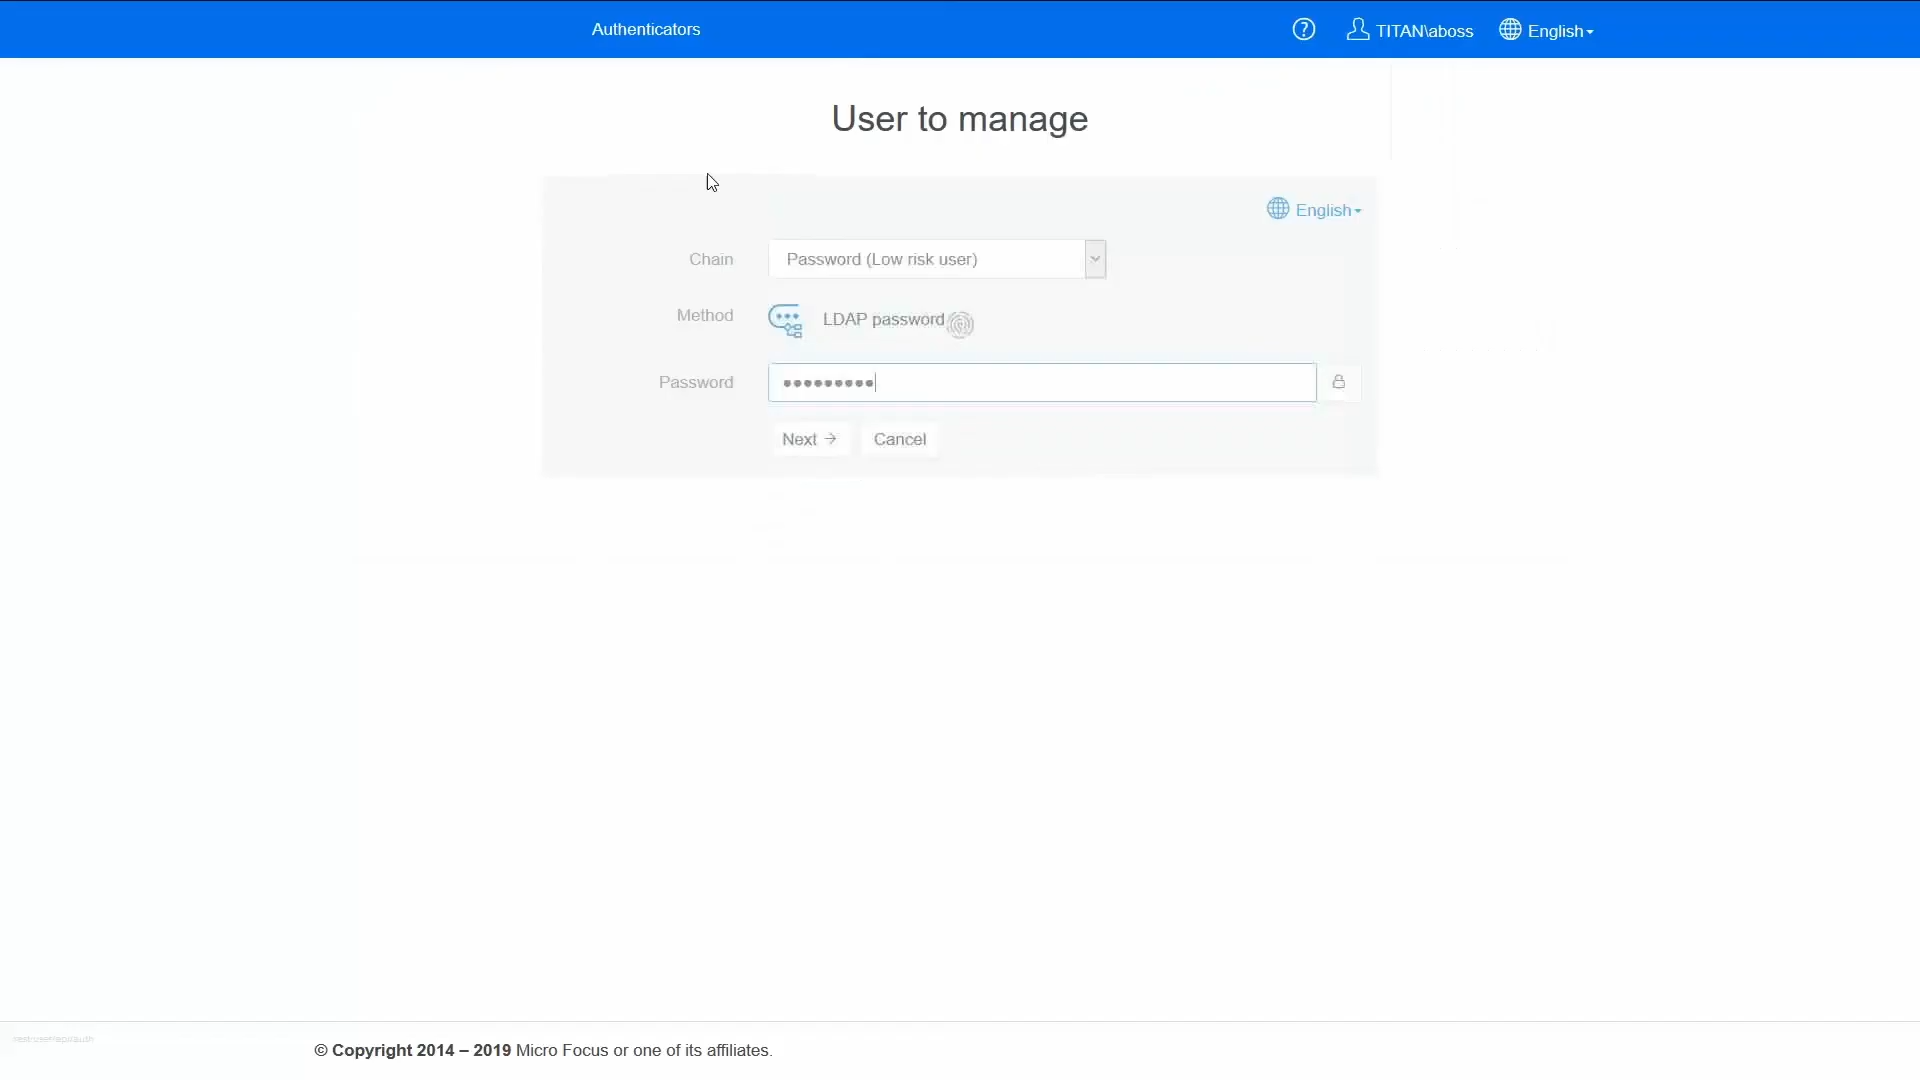 Authenticators
TITAN\aboss
English
User to manage
English
Chain
Password (Low risk user)
Method
LDAP password
Password
Next
Cancel
© Copyright 2014 – 2019 Micro Focus or one of its affiliates.